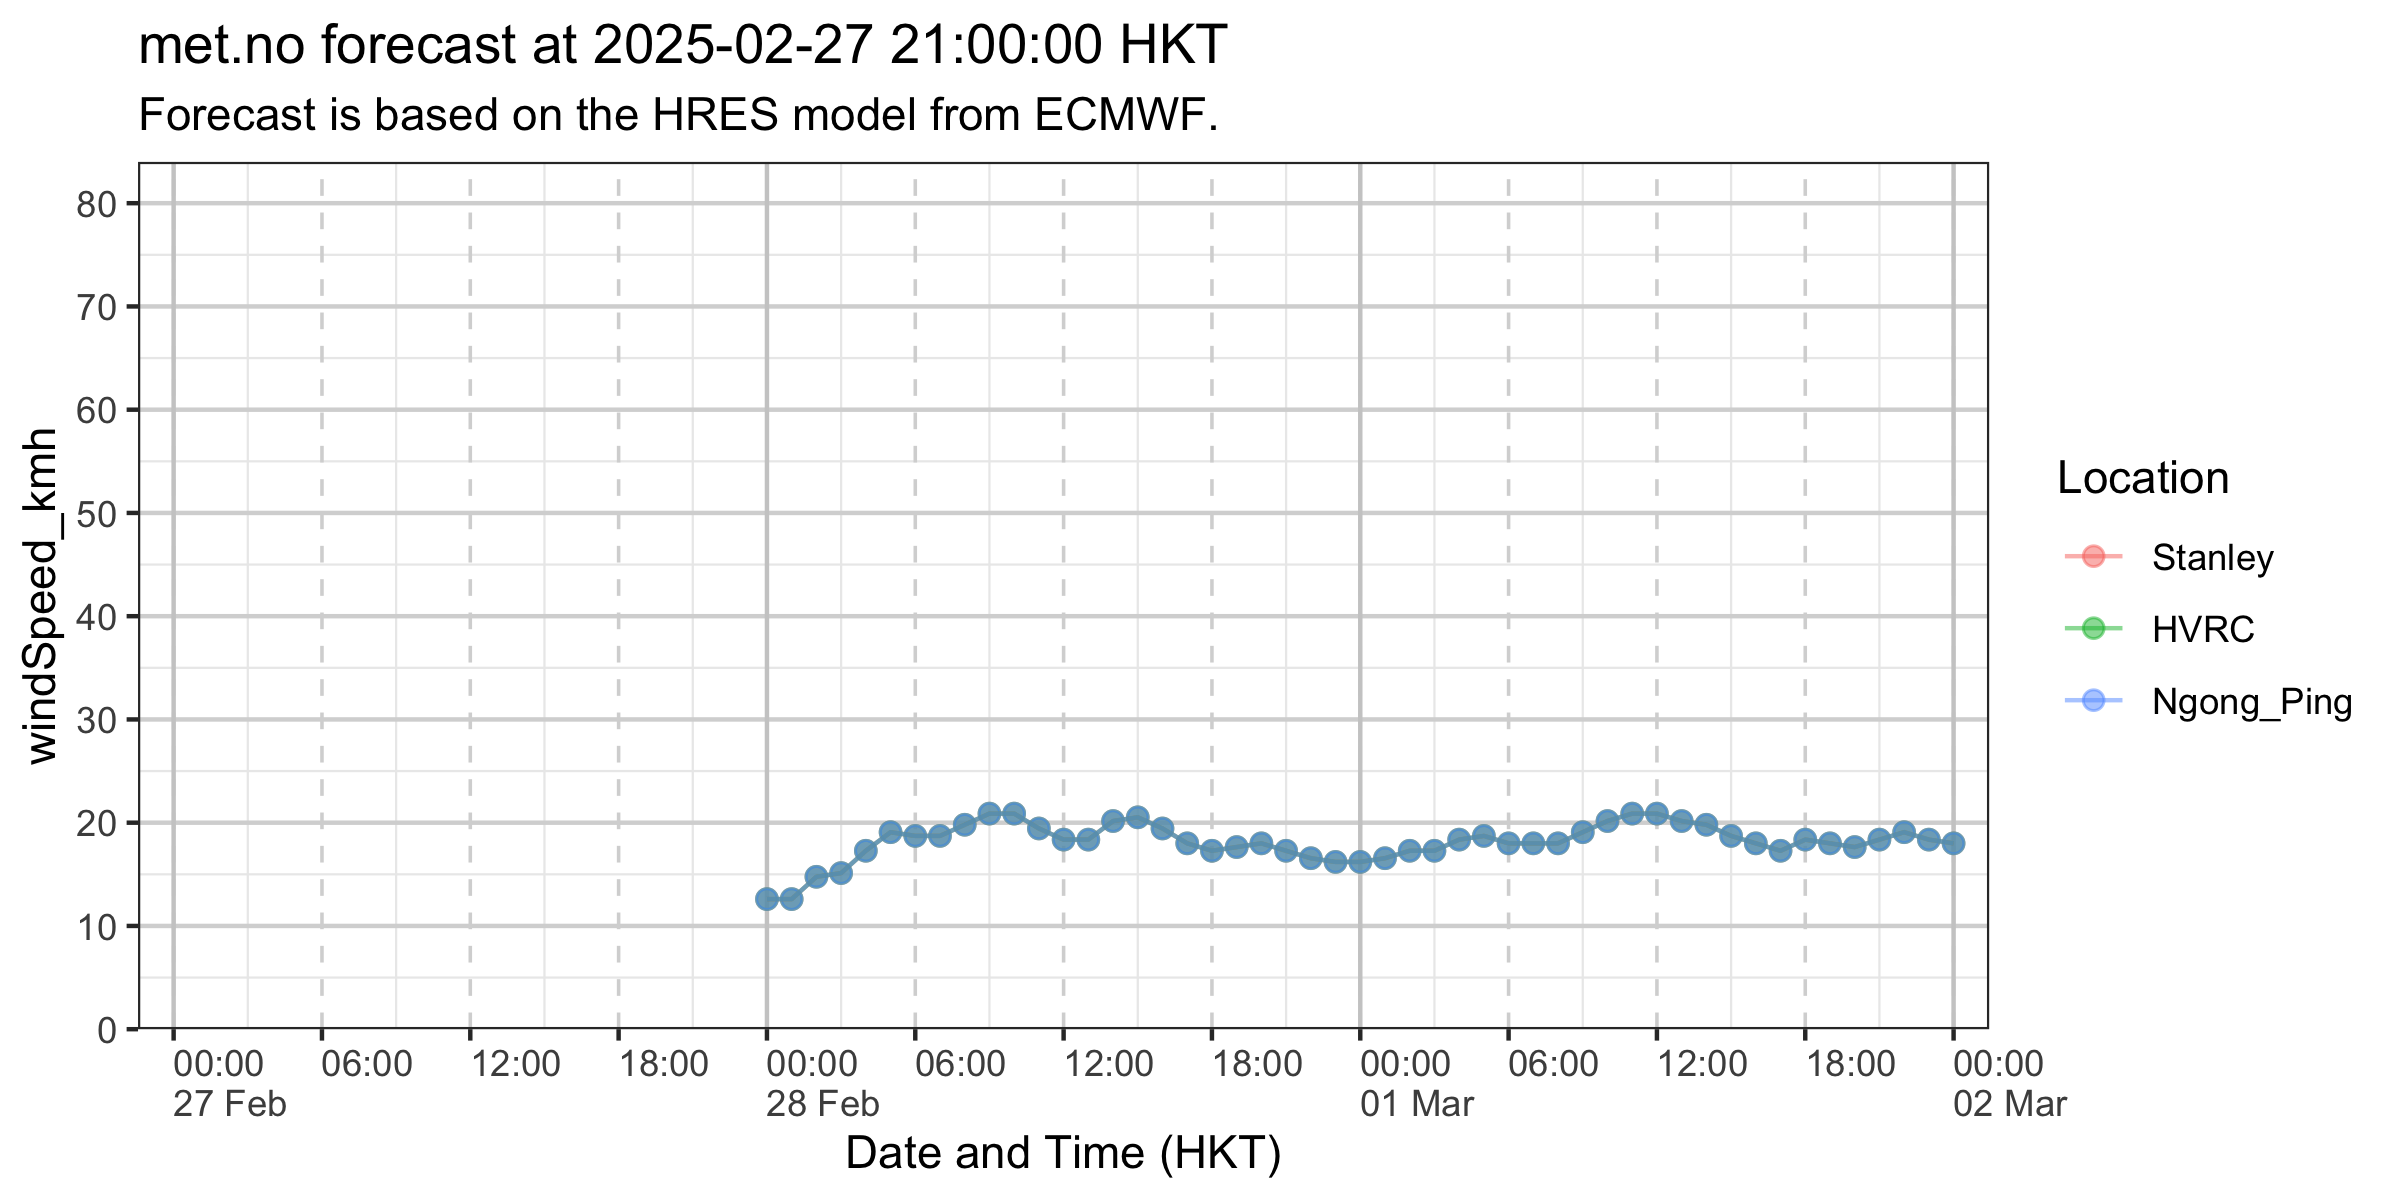 met.no forecast at 2025-02-27 21:00:00 HKT
Forecast is based on the HRES model from ECMWF.
windSpeed_kmh
80
70
60
50
40
30
20
10
0
00:00 06:00 12:00 18:00 00:00 06:00 12:00 18:00 00:00 06:00 12:00 18:00 00:00
27 Feb 28 Feb 01 Mar 02 Mar
Date and Time (HKT)
Location
Stanley
HVRC
Ngong_Ping